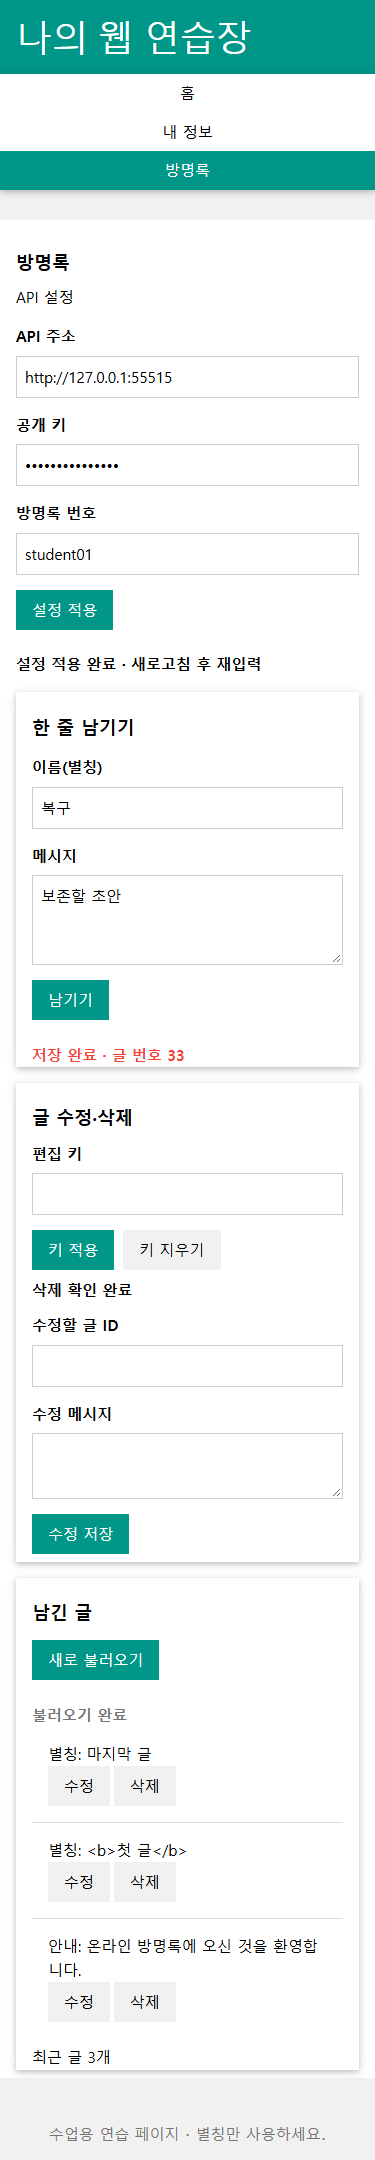 나의 웹 연습장
홈
내 정보
방명록
방명록
API 설정
API 주소
http://127.0.0.1:55515
공개 키
•••••••••••••••
방명록 번호
student01
설정 적용
설정 적용 완료 · 새로고침 후 재입력
한 줄 남기기
이름(별칭)
복구
메시지
보존할 초안
남기기
저장 완료 · 글 번호 33
글 수정·삭제
편집 키
키 적용 키 지우기
삭제 확인 완료
수정할 글 ID
수정 메시지
수정 저장
남긴 글
새로 불러오기
불러오기 완료
별칭: 마지막 글
수정 삭제
별칭: <b>첫 글</b>
수정 삭제
안내: 온라인 방명록에 오신 것을 환영합
니다.
수정 삭제
최근 글 3개
수업용 연습 페이지 · 별칭만 사용하세요.